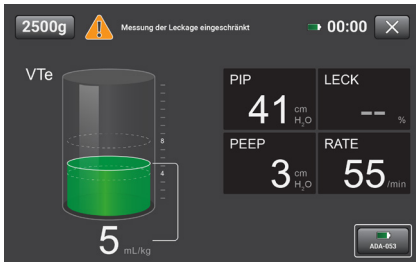 2500g
Messung der Leckage eingeschränkt
00:00
VTe
8
4
5 mL/kg
PIP
41 cm H₂O
LECK
-- %
PEEP
3 cm H₂O
RATE
55 /min
ADA-053